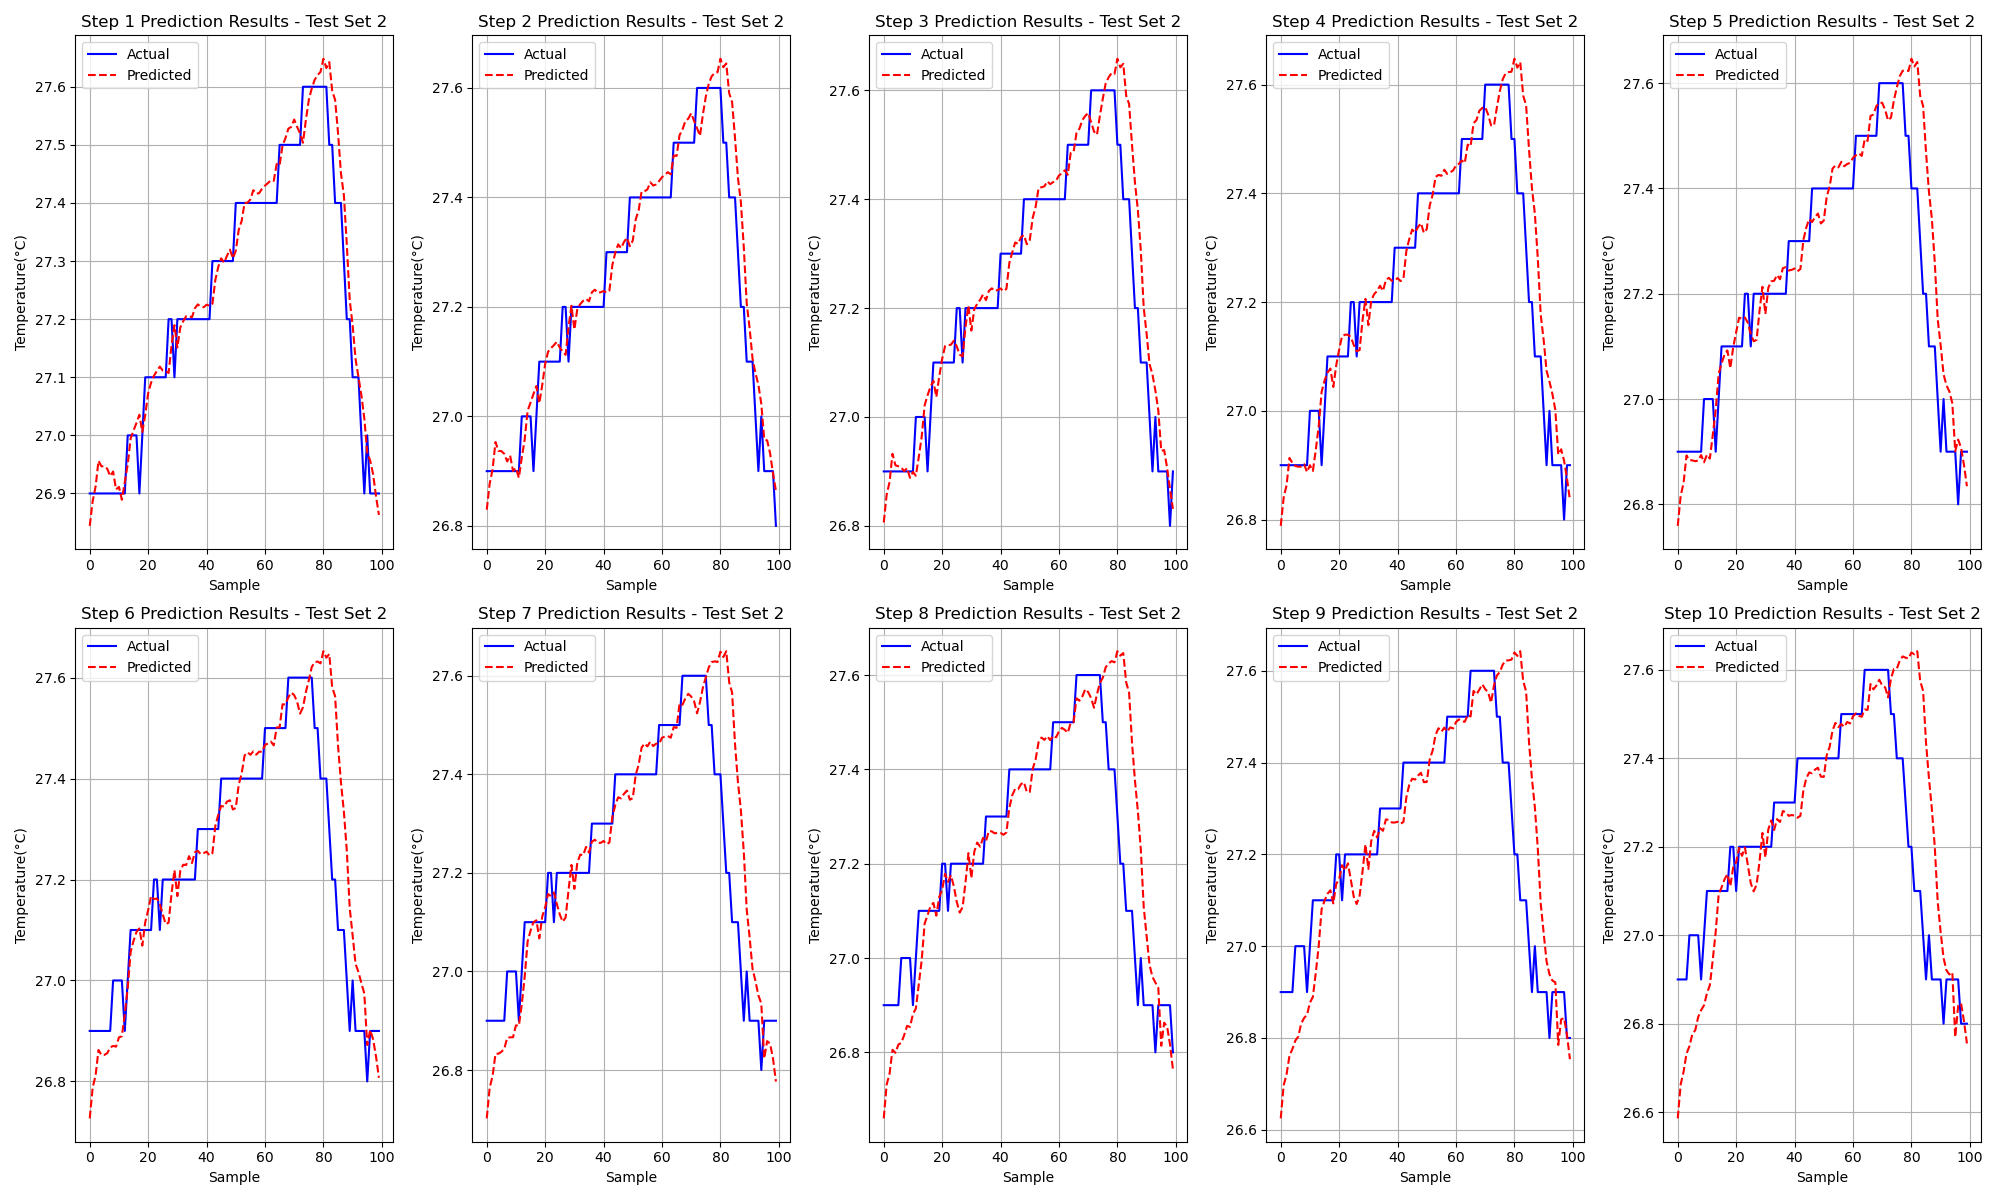 Step 1 Prediction Results - Test Set 2
Actual
Predicted
27.6
27.5
27.4
27.3
27.2
27.1
27.0
26.9
Temperature(°C)
0 20 40 60 80 100
Sample
Step 2 Prediction Results - Test Set 2
Actual
Predicted
27.6
27.4
27.2
27.0
26.8
Temperature(°C)
0 20 40 60 80 100
Sample
Step 3 Prediction Results - Test Set 2
Actual
Predicted
27.6
27.4
27.2
27.0
26.8
Temperature(°C)
0 20 40 60 80 100
Sample
Step 4 Prediction Results - Test Set 2
Actual
Predicted
27.6
27.4
27.2
27.0
26.8
Temperature(°C)
0 20 40 60 80 100
Sample
Step 5 Prediction Results - Test Set 2
Actual
Predicted
27.6
27.4
27.2
27.0
26.8
Temperature(°C)
0 20 40 60 80 100
Sample
Step 6 Prediction Results - Test Set 2
Actual
Predicted
27.6
27.4
27.2
27.0
26.8
Temperature(°C)
0 20 40 60 80 100
Sample
Step 7 Prediction Results - Test Set 2
Actual
Predicted
27.6
27.4
27.2
27.0
26.8
Temperature(°C)
0 20 40 60 80 100
Sample
Step 8 Prediction Results - Test Set 2
Actual
Predicted
27.6
27.4
27.2
27.0
26.8
Temperature(°C)
0 20 40 60 80 100
Sample
Step 9 Prediction Results - Test Set 2
Actual
Predicted
27.6
27.4
27.2
27.0
26.8
26.6
Temperature(°C)
0 20 40 60 80 100
Sample
Step 10 Prediction Results - Test Set 2
Actual
Predicted
27.6
27.4
27.2
27.0
26.8
26.6
Temperature(°C)
0 20 40 60 80 100
Sample